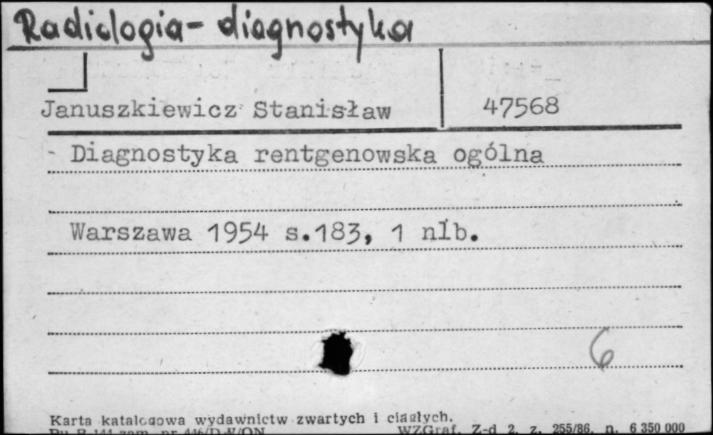 Radiologia - diagnostyka
Januszkiewicz Stanisław 47568
Diagnostyka rentgenowska ogólna
Warszawa 1954 s.183, 1 nlb.
6
Karta katalogowa wydawnictw zwartych i ciągłych.
WZGraf. Z-d 2, z. 255/86. n. 6 350 000